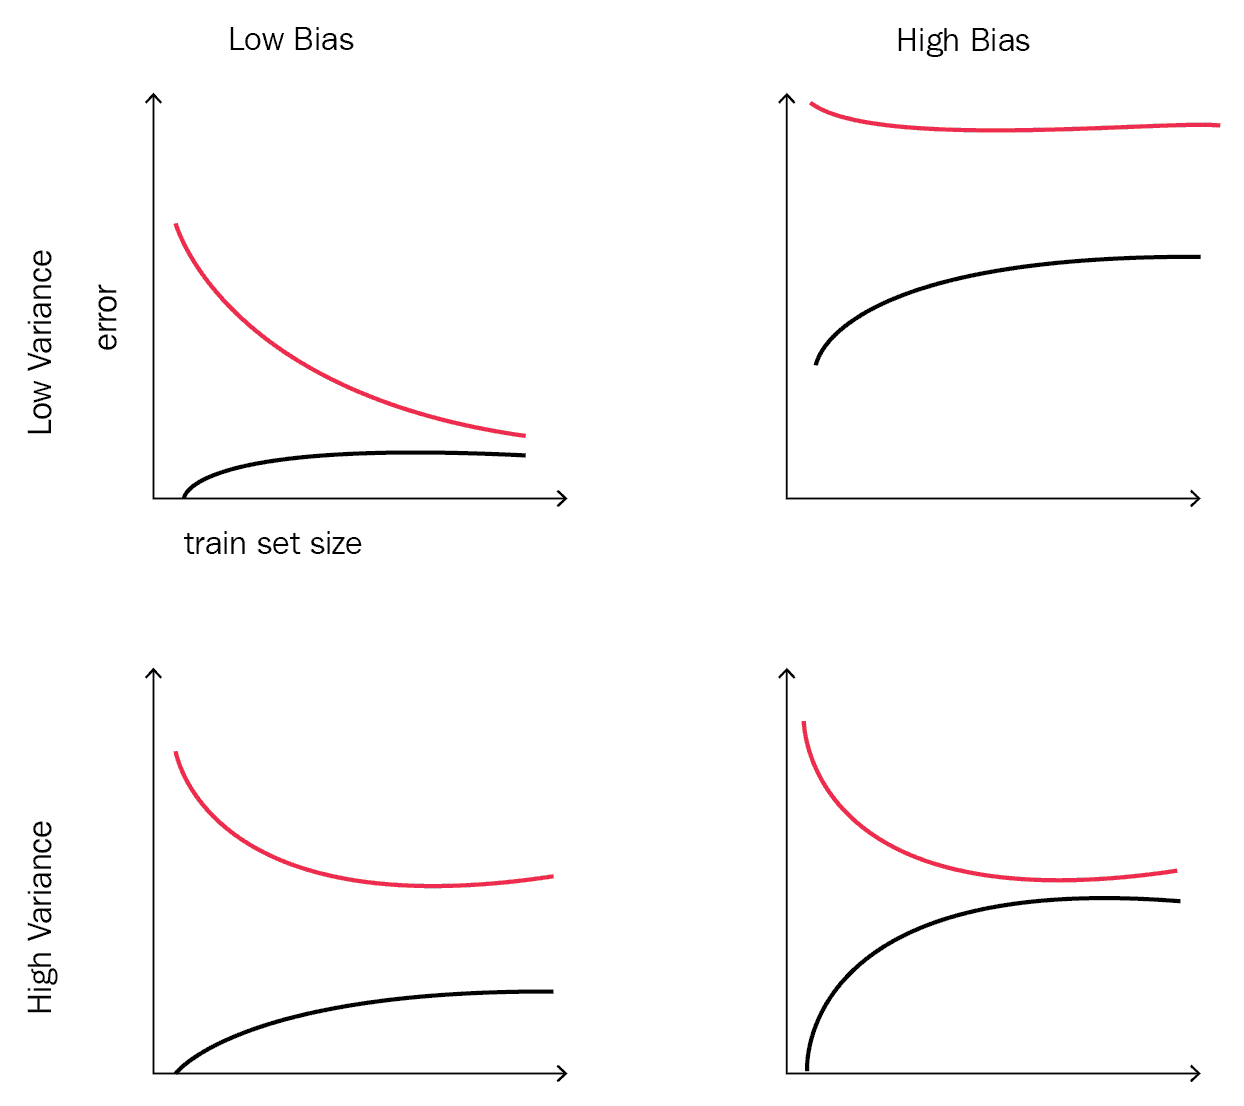 Low Bias
High Bias
Low Variance
error
train set size
High Variance